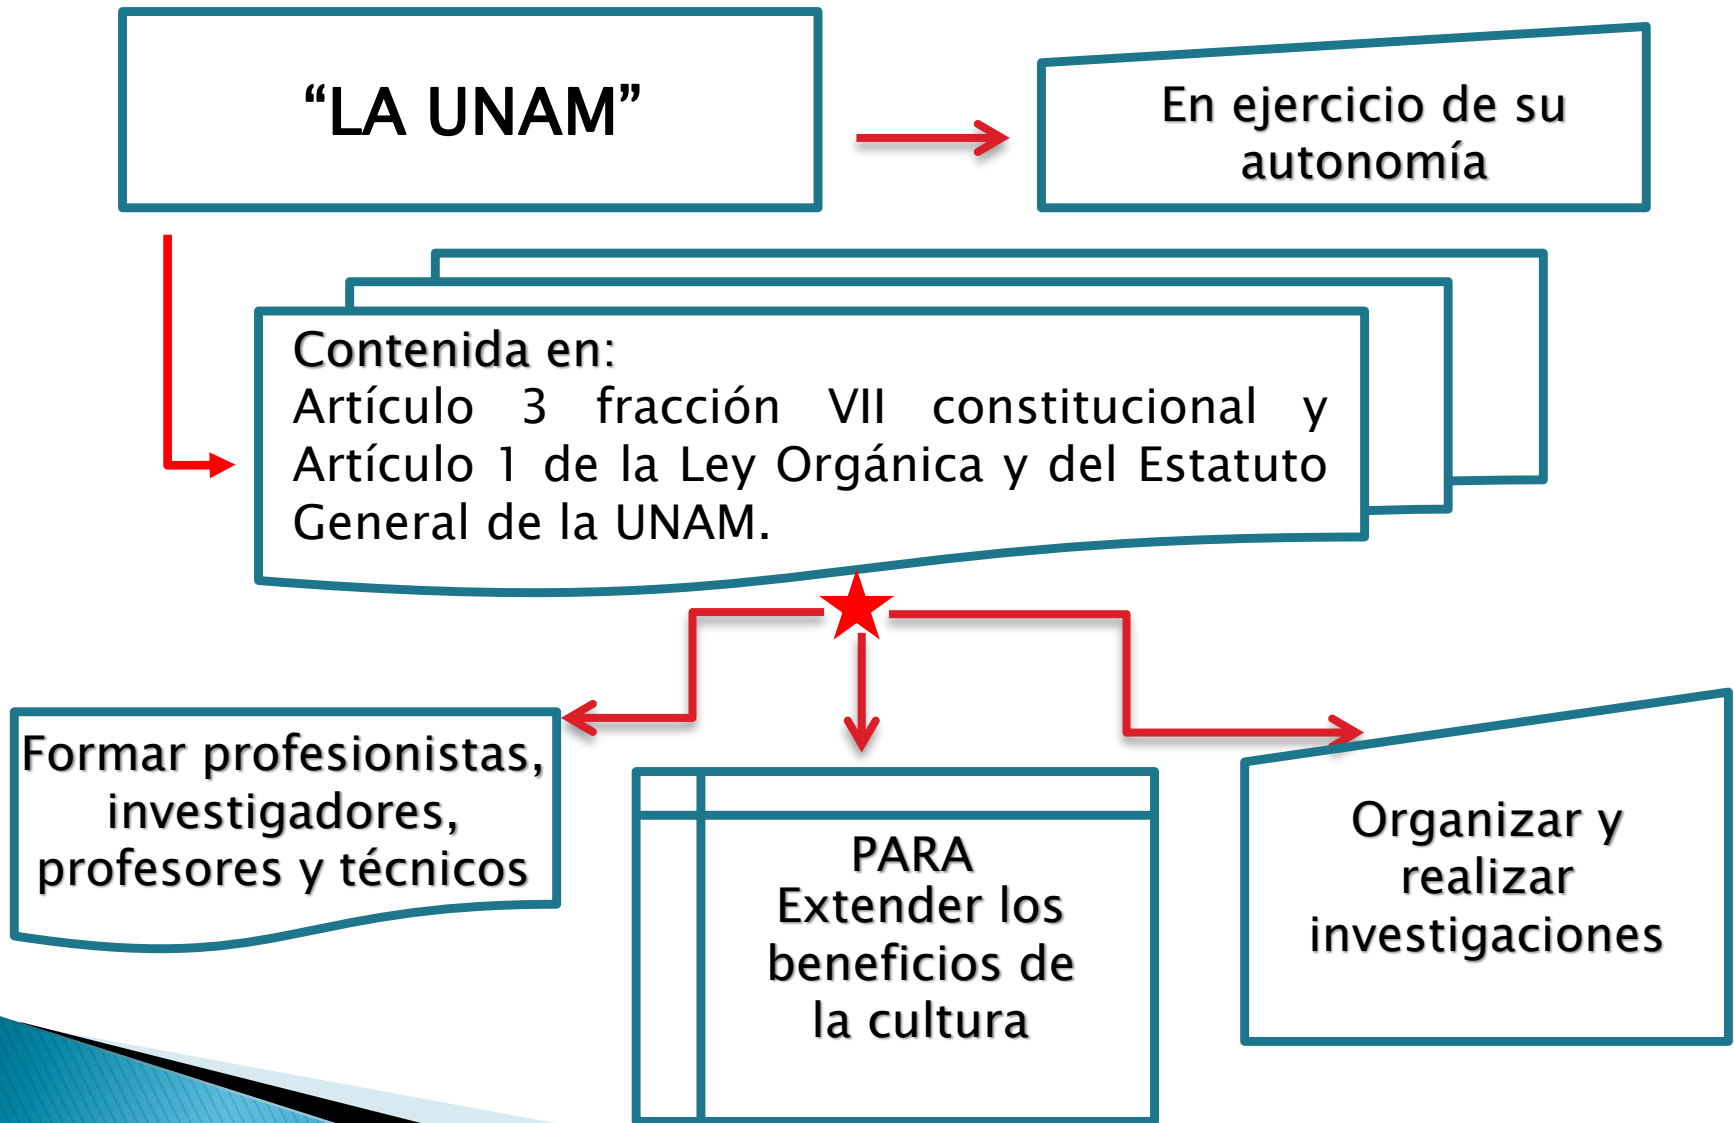 “LA UNAM”
En ejercicio de su
autonomía
Contenida en:
Artículo 3 fracción VII constitucional y
Artículo 1 de la Ley Orgánica y del Estatuto
General de la UNAM.
Formar profesionistas,
investigadores,
profesores y técnicos
PARA
Extender los
beneficios de
la cultura
Organizar y
realizar
investigaciones